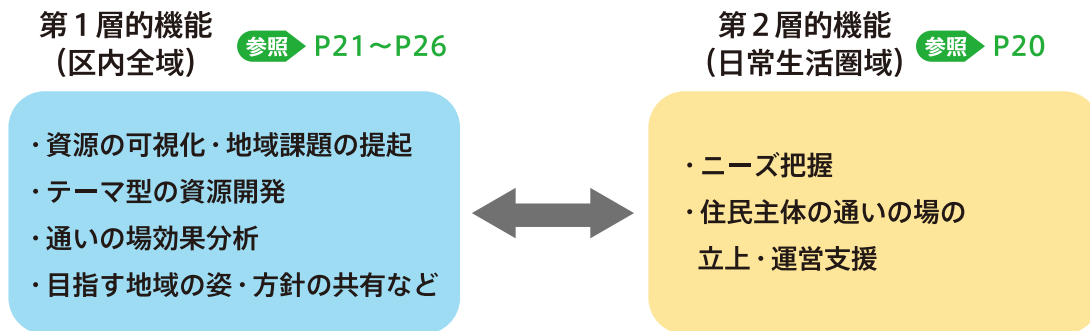 第1層的機能
(区内全域)
参照 P21～P26
・資源の可視化・地域課題の提起
・テーマ型の資源開発
・通いの場効果分析
・目指す地域の姿・方針の共有など
第2層的機能
(日常生活圏域)
参照 P20
・ニーズ把握
・住民主体の通いの場の
立上・運営支援